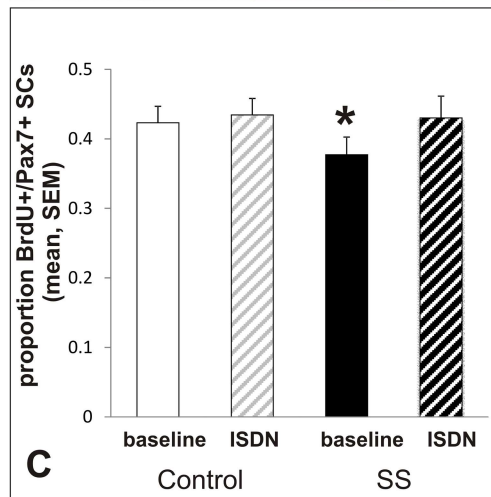 proportion BrdU+/Pax7+ SCs
(mean, SEM)
0.5
0.4
0.3
0.2
0.1
0
*
baseline ISDN baseline ISDN
Control SS
C